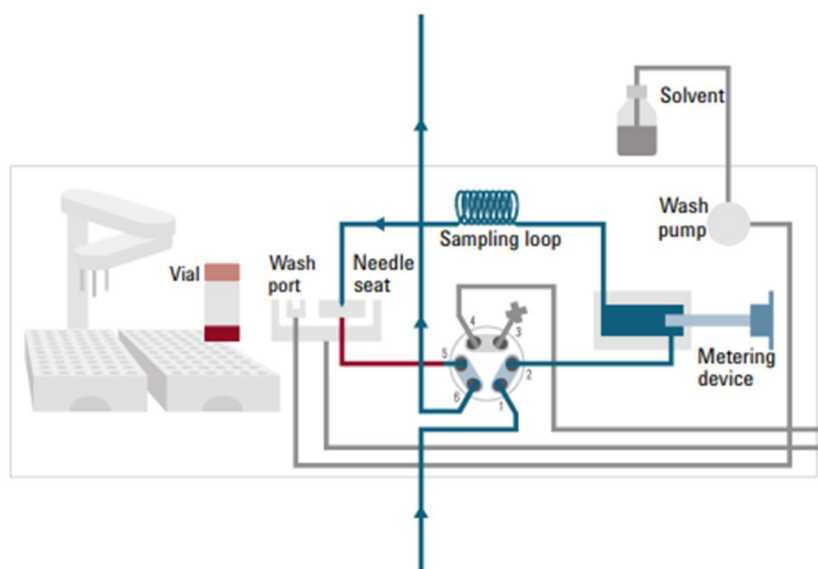 Solvent
Wash
pump
Sampling loop
Vial
Wash
port
Needle
seat
4
3
5
2
6
1
Metering
device